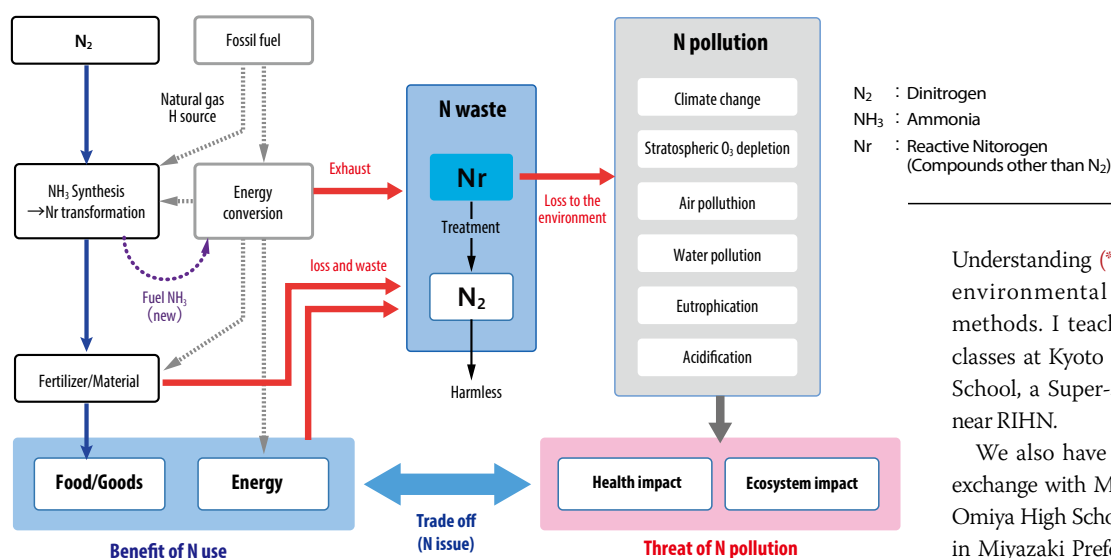 N₂
Fossil fuel
Natural gas
H source
NH₃ Synthesis
→Nr transformation
Energy
conversion
Fuel NH₃
(new)
Fertilizer/Material
Food/Goods
Energy
Benefit of N use
Exhaust
loss and waste
N waste
Nr
Treatment
N₂
Harmless
Loss to the
environment
N pollution
Climate change
Stratospheric O₃ depletion
Air polluthion
Water pollution
Eutrophication
Acidification
Trade off
(N issue)
Health impact
Ecosystem impact
Threat of N pollution
N₂ : Dinitrogen
NH₃ : Ammonia
Nr : Reactive Nitorogen
(Compounds other than N₂)
Understanding (*
environmental
methods. I teach
classes at Kyoto
School, a Super-
near RIHN.
We also have
exchange with M
Omiya High Scho
in Miyazaki Prefe